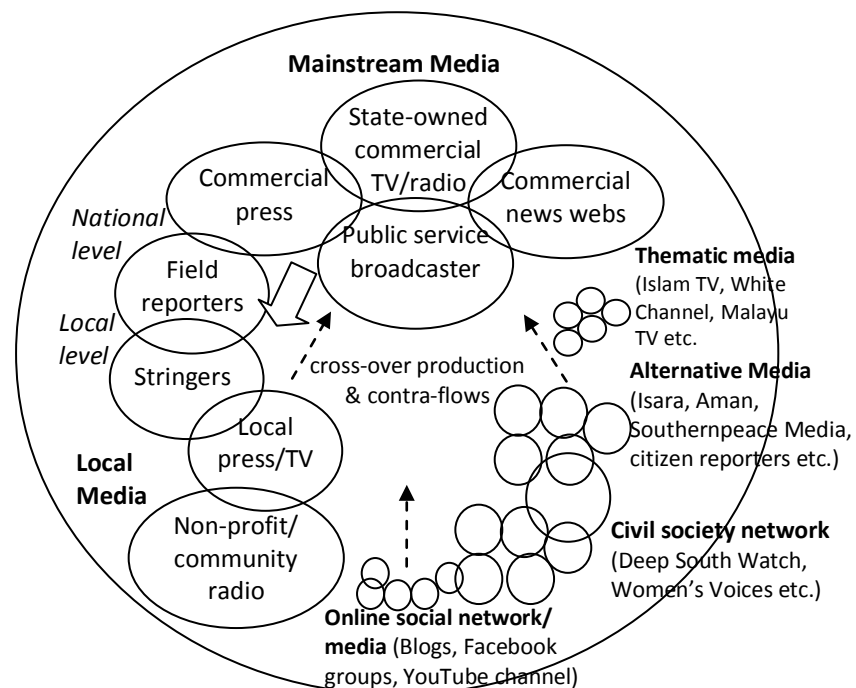 Mainstream Media
State-owned
commercial
TV/radio
Commercial
press
Commercial
news webs
Public service
broadcaster
National
level
Field
reporters
Local
level
Stringers
Local
press/TV
Local
Media
Non-profit/
community
radio
cross-over production
& contra-flows
Thematic media
(Islam TV, White
Channel, Malayu
TV etc.
Alternative Media
(Isara, Aman,
Southernpeace Media,
citizen reporters etc.)
Civil society network
(Deep South Watch,
Women's Voices etc.)
Online social network/
media (Blogs, Facebook
groups, YouTube channel)